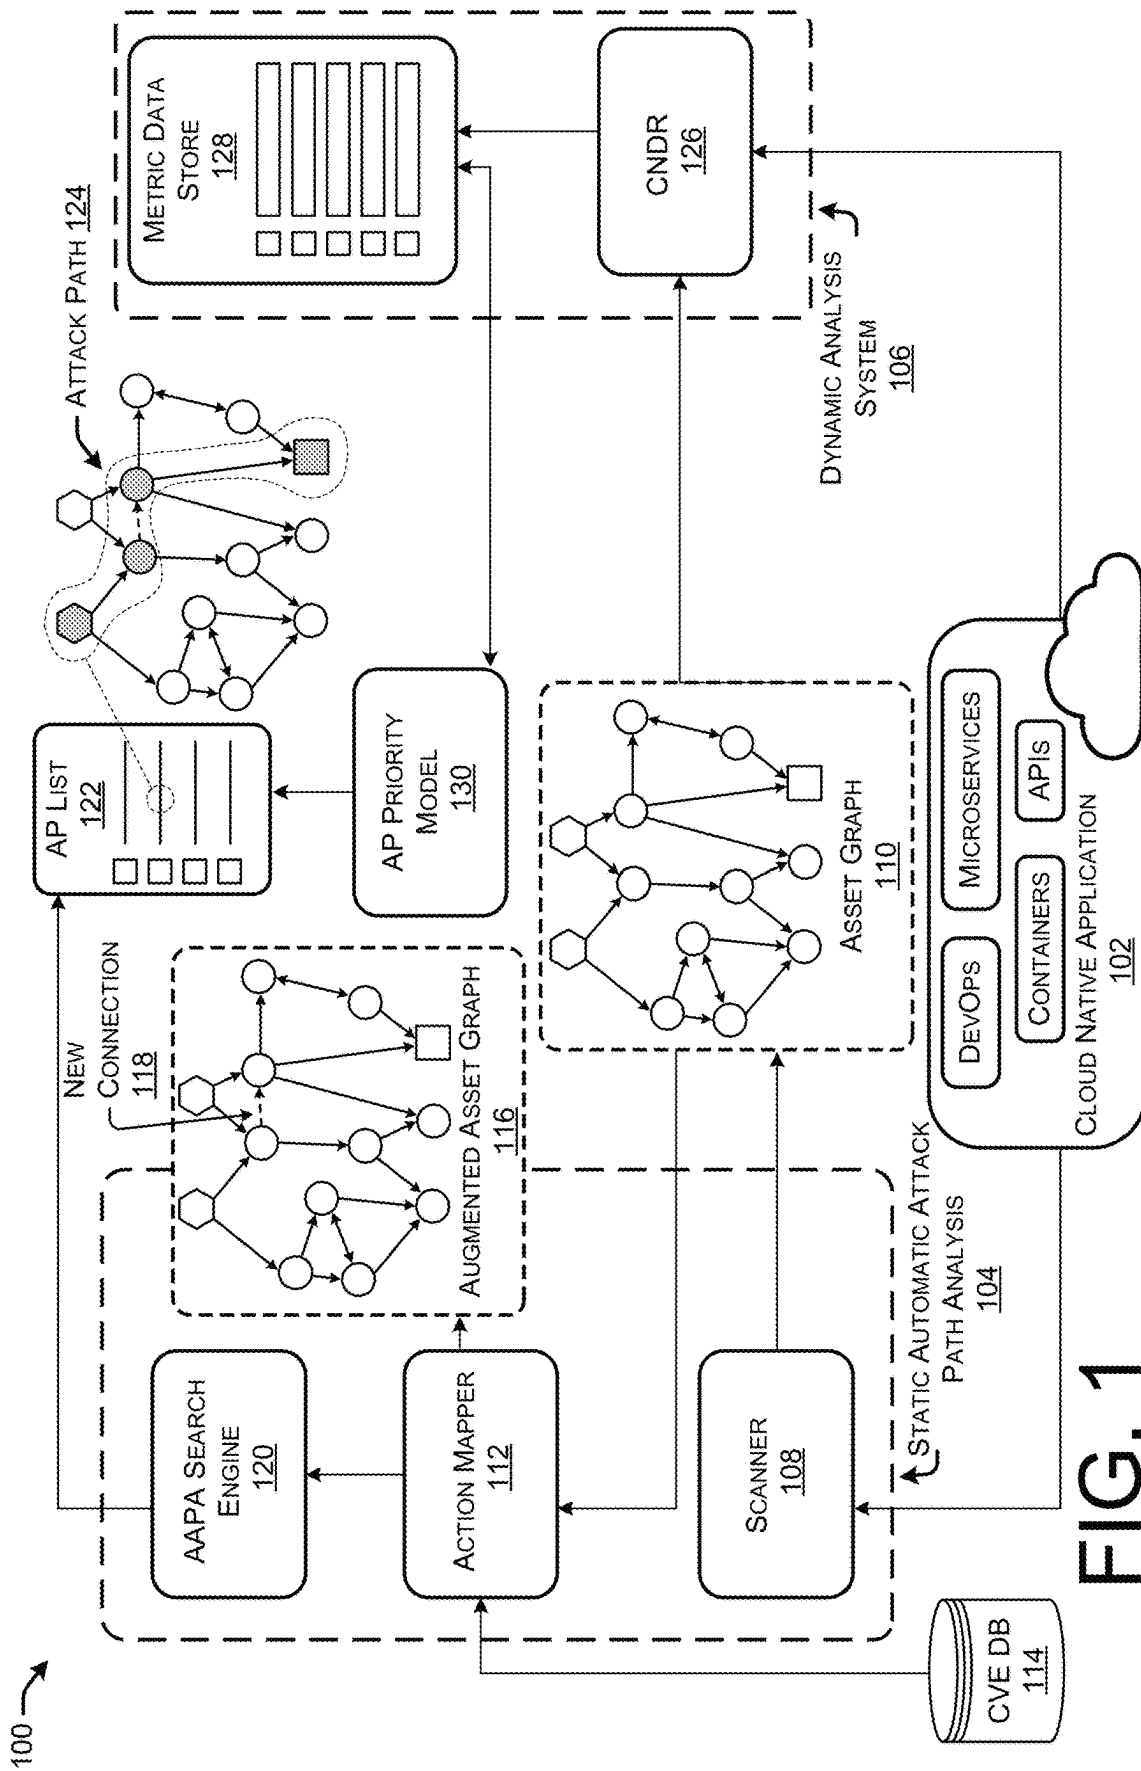 100
AAPA SEARCH
ENGINE
120
ACTION MAPPER
112
SCANNER
108
CVE DB
114
STATIC AUTOMATIC ATTACK
PATH ANALYSIS
104
NEW
CONNECTION
118
AUGMENTED ASSET GRAPH
116
AP LIST
122
AP PRIORITY
MODEL
130
ASSET GRAPH
110
DEVOPS
MICROSERVICES
CONTAINERS
APIS
CLOUD NATIVE APPLICATION
102
ATTACK PATH 124
METRIC DATA
STORE
128
CNDR
126
DYNAMIC ANALYSIS
SYSTEM
106
FIG. 1